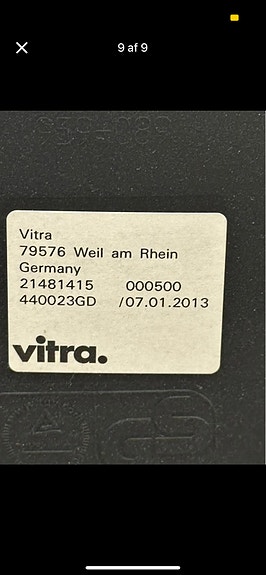 9 af 9
Vitra
79576 Weil am Rhein
Germany
21481415 000500
440023GD /07.01.2013
vitra.